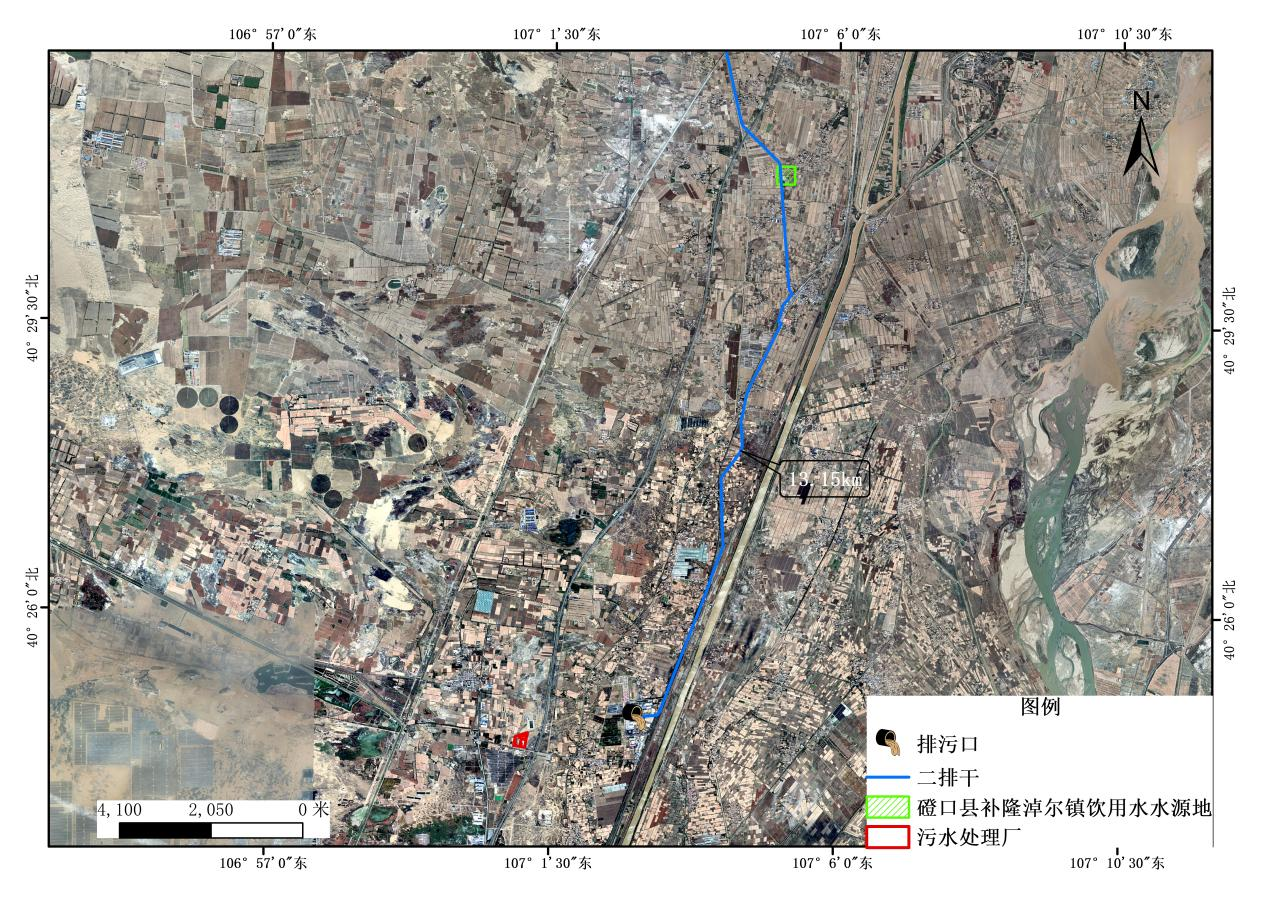 106° 57′0″东
107° 1′30″东
107° 6′0″东
107° 10′30″东
N
40° 29′30″北
40° 29′30″北
13.15km
40° 26′0″北
40° 26′0″北
图例
排污口
二排干
磴口县补隆淖尔镇饮用水水源地
污水处理厂
4,100
2,050
0 米
106° 57′0″东
107° 1′30″东
107° 6′0″东
107° 10′30″东